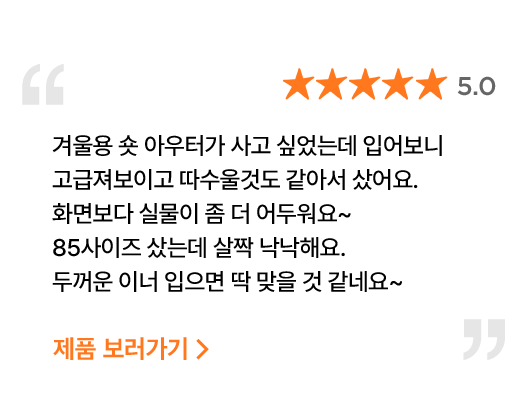 “
★★★★★ 5.0
겨울용 숏 아우터가 사고 싶었는데 입어보니
고급져보이고 따수울것도 같아서 샀어요.
화면보다 실물이 좀 더 어두워요~
85사이즈 샀는데 살짝 낙낙해요.
두꺼운 이너 입으면 딱 맞을 것 같네요~
제품 보러가기 >
”